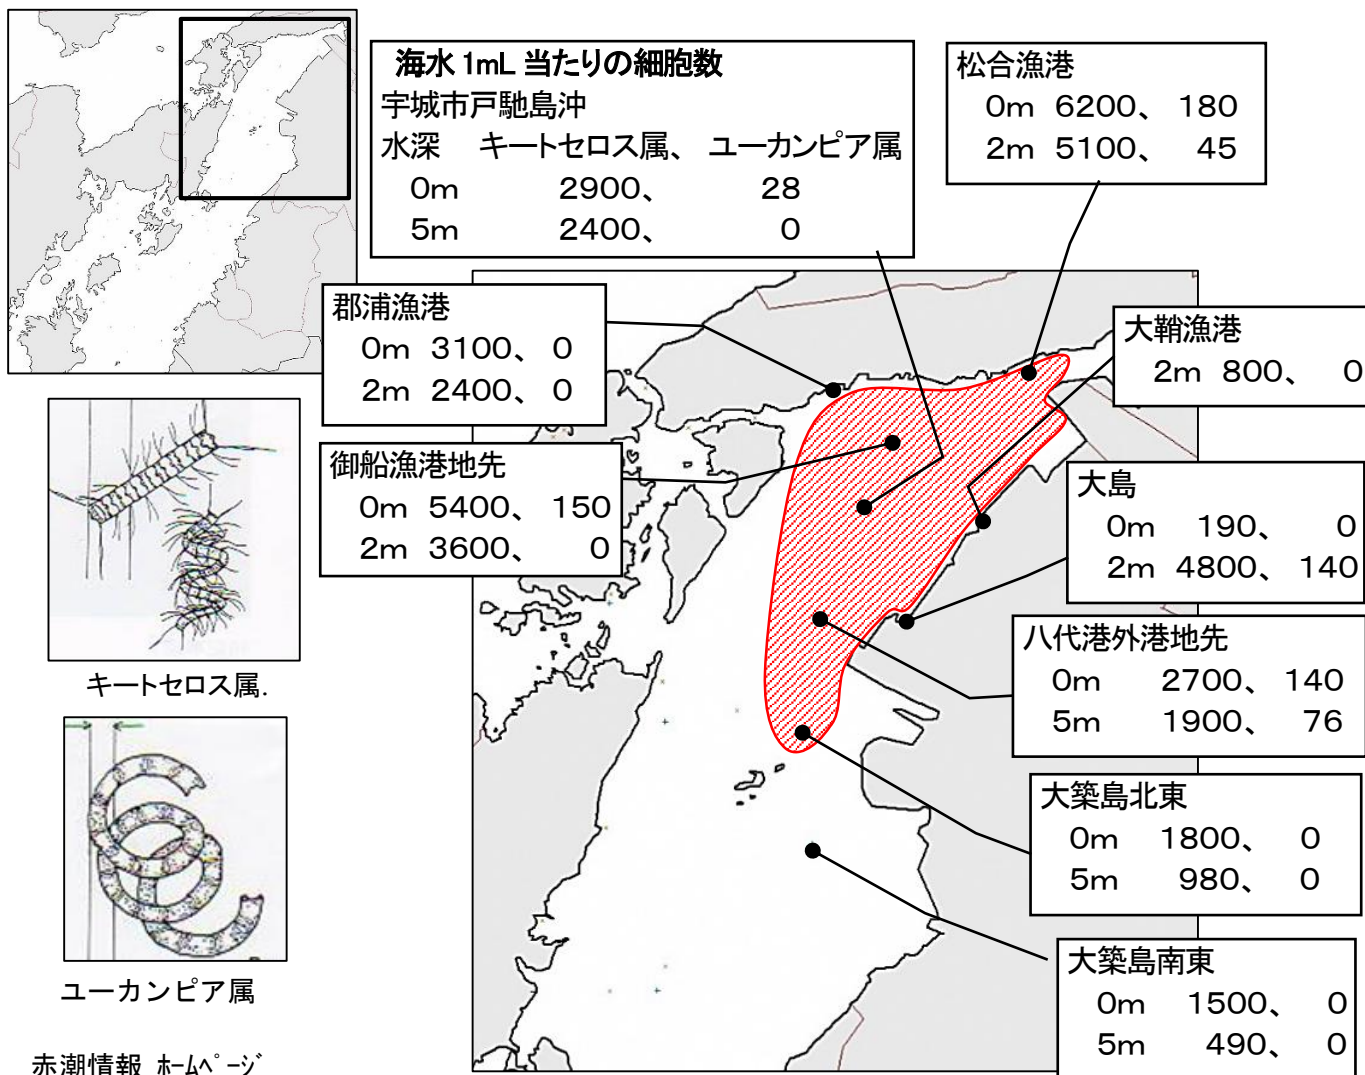 海水 1mL 当たりの細胞数
宇城市戸馳島沖
水深 キートセロス属、 ユーカンピア属
0m 2900、 28
5m 2400、 0
松合漁港
0m 6200、 180
2m 5100、 45
郡浦漁港
0m 3100、 0
2m 2400、 0
大鞘漁港
2m 800、 0
御船漁港地先
0m 5400、 150
2m 3600、 0
大島
0m 190、 0
2m 4800、 140
八代港外港地先
0m 2700、 140
5m 1900、 76
大築島北東
0m 1800、 0
5m 980、 0
大築島南東
0m 1500、 0
5m 490、 0
キートセロス属.
ユーカンピア属
赤潮情報 ﾎｰﾑﾍﾟｰｼﾞ